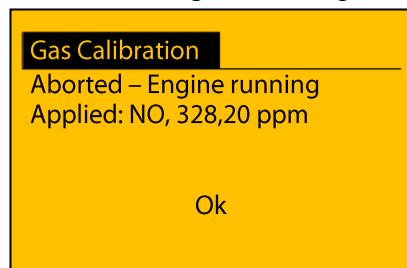 Gas Calibration
Aborted – Engine running
Applied: NO, 328,20 ppm
Ok